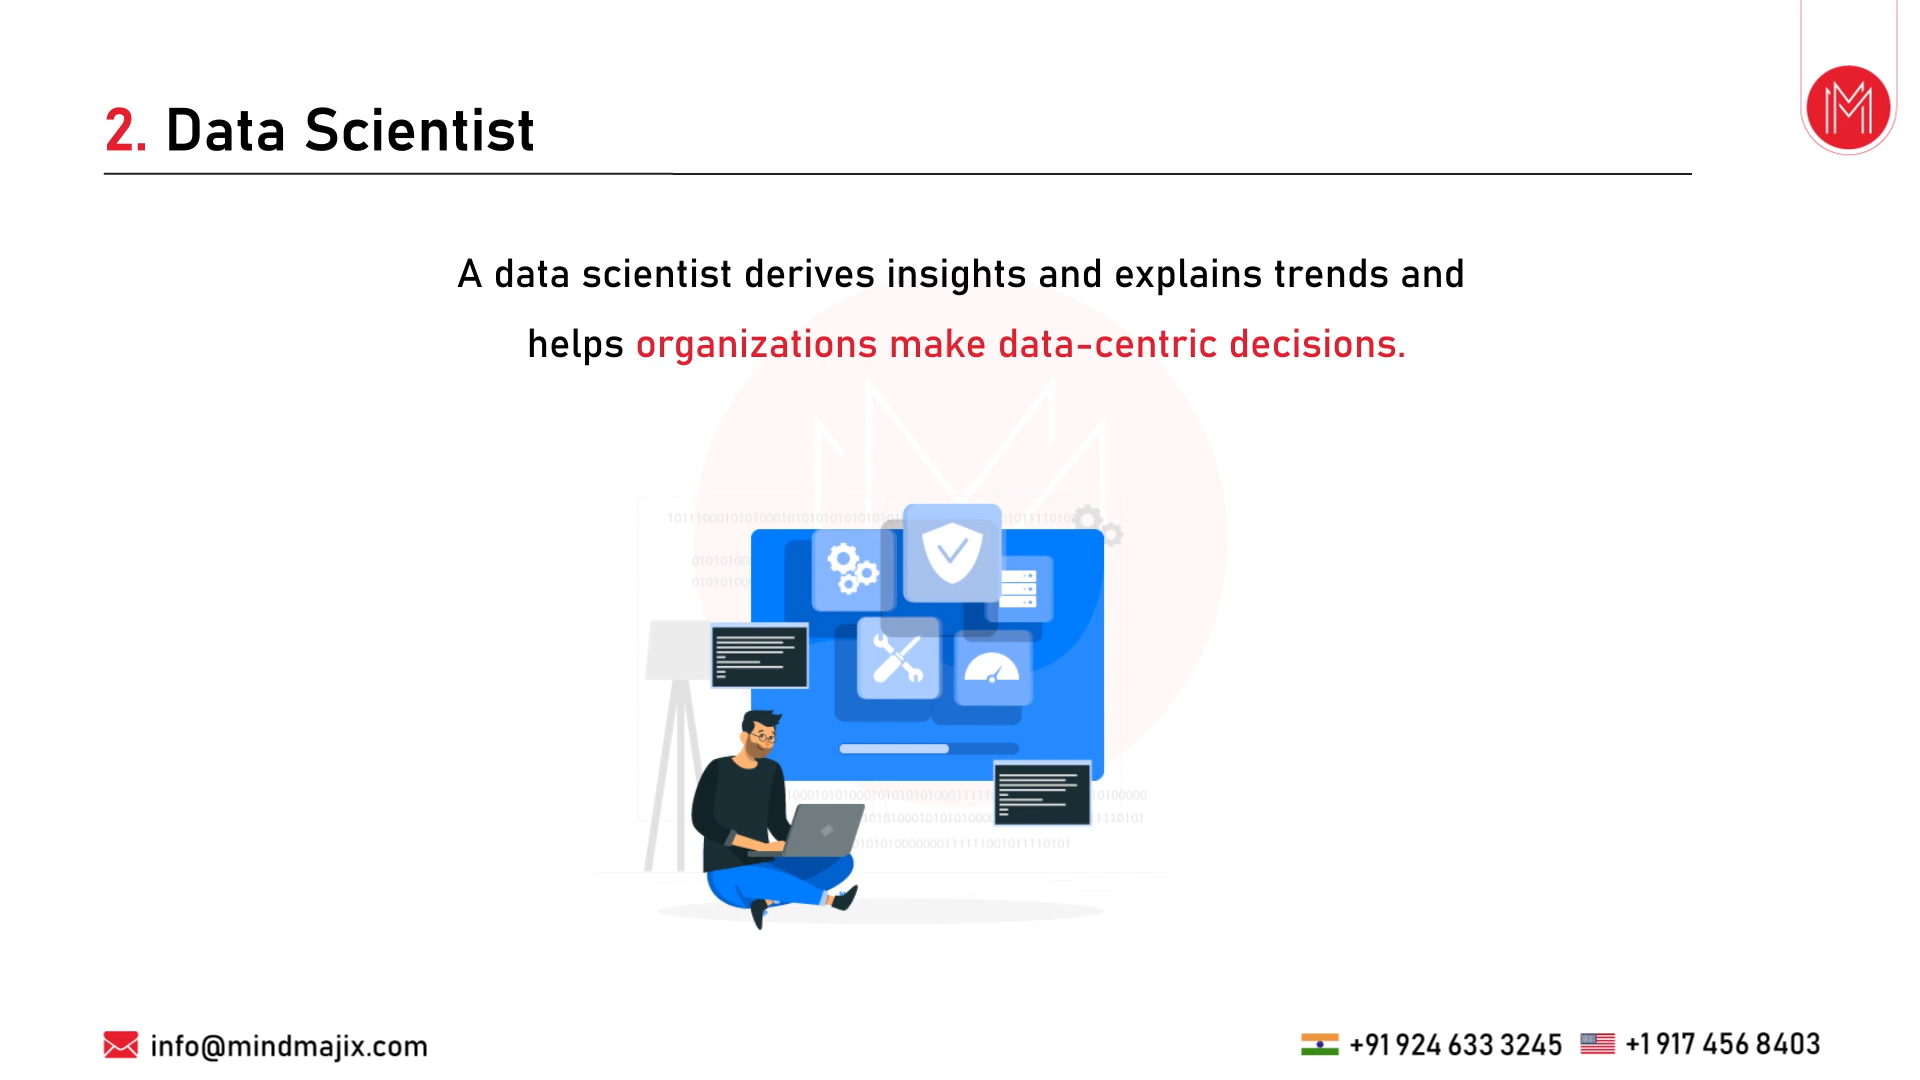 2. Data Scientist
A data scientist derives insights and explains trends and
helps organizations make data-centric decisions.
info@mindmajix.com
+91 924 633 3245
+1 917 456 8403